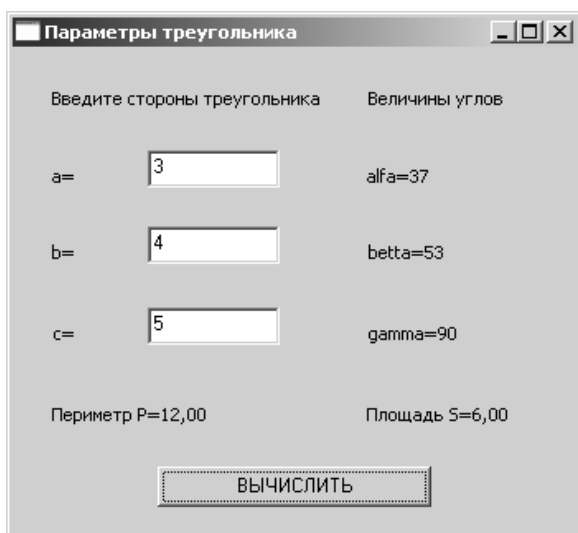 Параметры треугольника
Введите стороны треугольника Величины углов
a= 3 alfa=37
b= 4 betta=53
c= 5 gamma=90
Периметр P=12,00 Площадь S=6,00
ВЫЧИСЛИТЬ